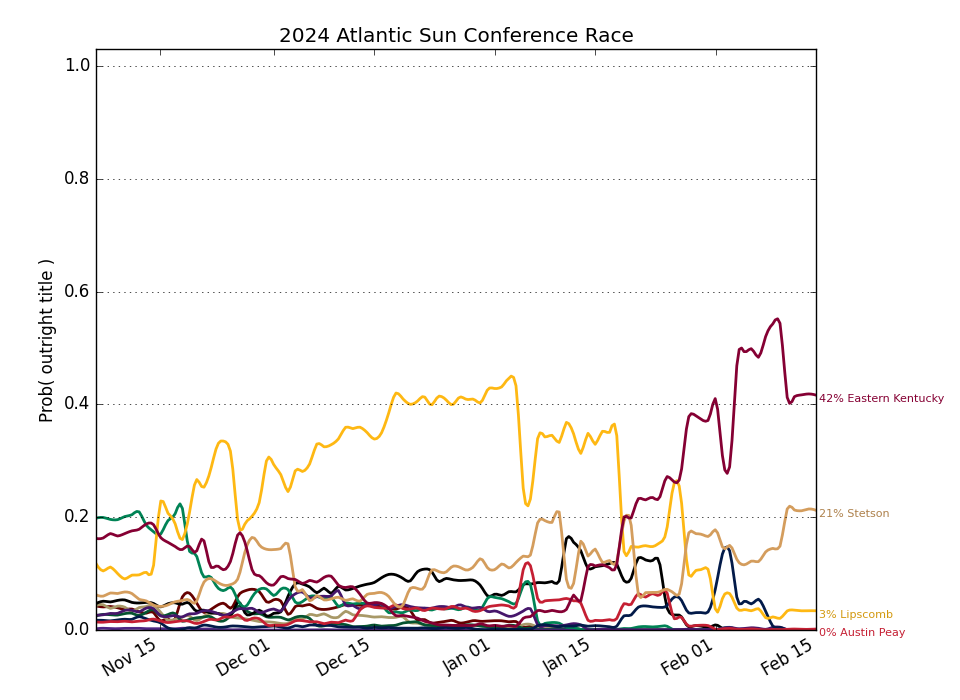 2024 Atlantic Sun Conference Race
Prob( outright title )
1.0
0.8
0.6
0.4
0.2
0.0
42% Eastern Kentucky
21% Stetson
3% Lipscomb
0% Austin Peay
Nov 15
Dec 01
Dec 15
Jan 01
Jan 15
Feb 01
Feb 15